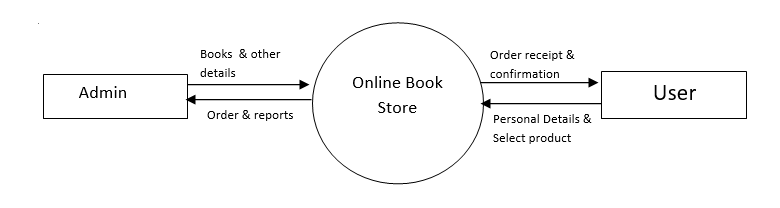 Books & other
details
Admin
Order & reports
Online Book
Store
Order receipt &
confirmation
User
Personal Details &
Select product